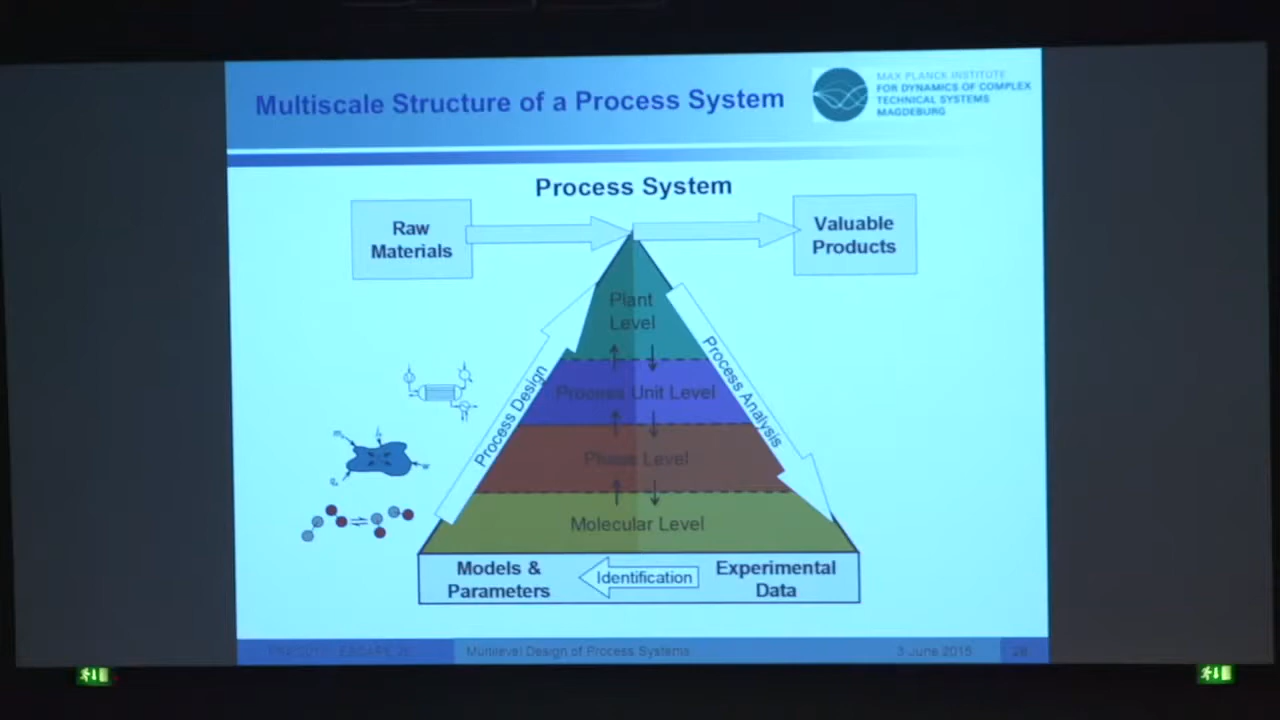 Multiscale Structure of a Process System
MAX PLANCK INSTITUTE
FOR DYNAMICS OF COMPLEX
TECHNICAL SYSTEMS
MAGDEBURG
Process System
Raw
Materials
Valuable
Products
Plant
Level
Process Unit Level
Phase Level
Molecular Level
Process Design
Process Analysis
Models &
Parameters
Identification
Experimental
Data
Multilevel Design of Process Systems
3 June 2015